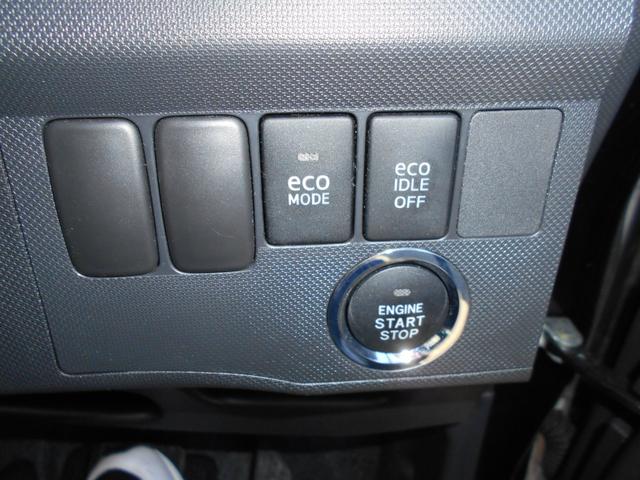 eco
MODE
eco
IDLE
OFF
ENGINE
START
STOP